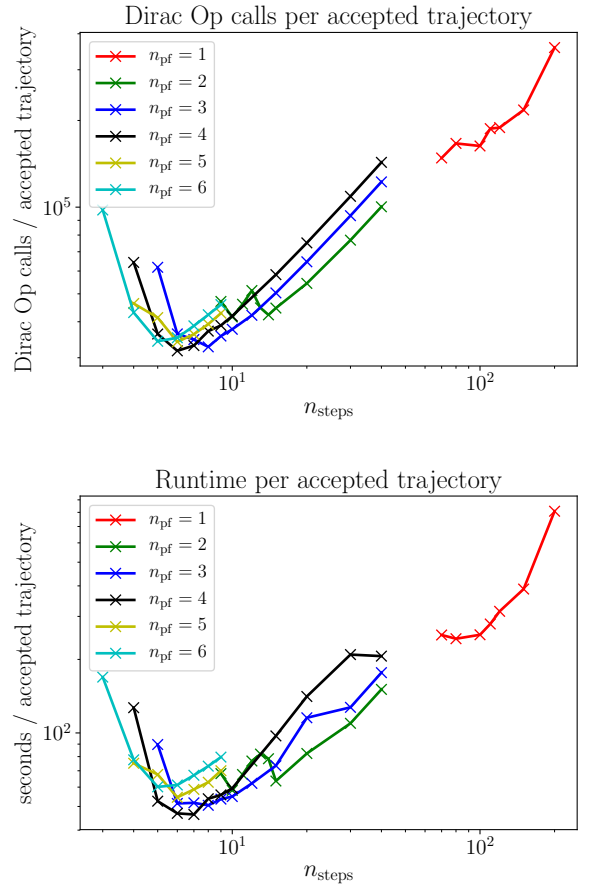 Dirac Op calls per accepted trajectory
Dirac Op calls / accepted trajectory
n_pf = 1
n_pf = 2
n_pf = 3
n_pf = 4
n_pf = 5
n_pf = 6
10^5
10^1
10^2
n_steps
Runtime per accepted trajectory
seconds / accepted trajectory
n_pf = 1
n_pf = 2
n_pf = 3
n_pf = 4
n_pf = 5
n_pf = 6
10^2
10^1
10^2
n_steps